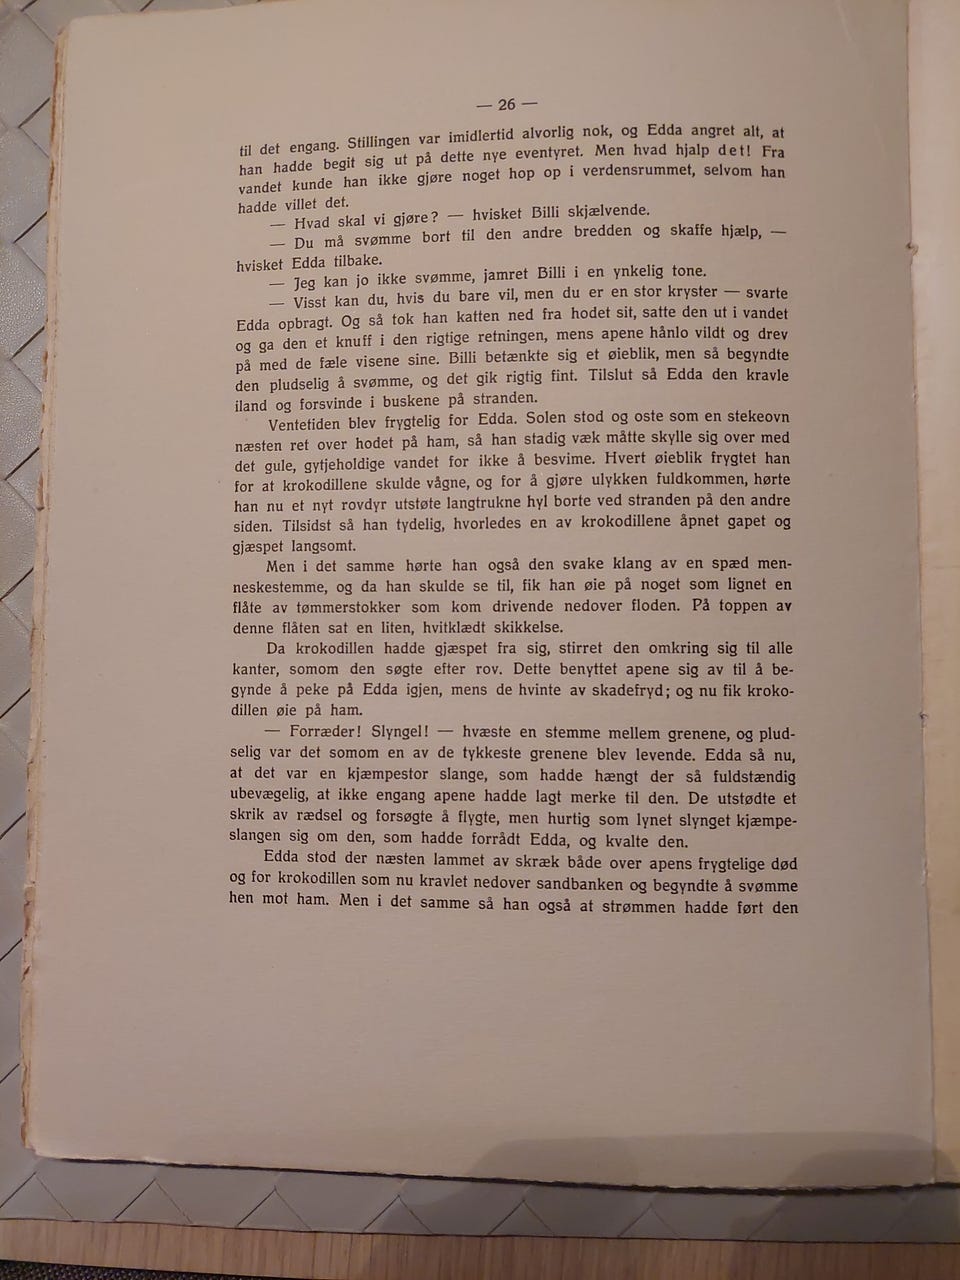 — 26 —
til det engang. Stillingen var imidlertid alvorlig nok, og Edda angret alt, at
han hadde begit sig ut på dette nye eventyret. Men hvad hjalp det! Fra
vandet kunde han ikke gjøre noget hop op i verdensrummet, selvom han
hadde villet det.
— Hvad skal vi gjøre? — hvisket Billi skjælvende.
— Du må svømme bort til den andre bredden og skaffe hjælp, —
hvisket Edda tilbake.
— Jeg kan jo ikke svømme, jamret Billi i en ynkelig tone.
— Visst kan du, hvis du bare vil, men du er en stor kryster — svarte
Edda opbragt. Og så tok han katten ned fra hodet sit, satte den ut i vandet
og ga den et knuff i den rigtige retningen, mens apene hånlo vildt og drev
på med de fæle visene sine. Billi betænkte sig et øieblik, men så begyndte
den pludselig å svømme, og det gik rigtig fint. Tilslut så Edda den kravle
iland og forsvinde i buskene på stranden.
Ventetiden blev frygtelig for Edda. Solen stod og oste som en stekeovn
næsten ret over hodet på ham, så han stadig væk måtte skylle sig over med
det gule, gytjeholdige vandet for ikke å besvime. Hvert øieblik frygtet han
for at krokodillene skulde vågne, og for å gjøre ulykken fuldkommen, hørte
han nu et nyt rovdyr utstøte langtrukne hyl borte ved stranden på den andre
siden. Tilsidst så han tydelig, hvorledes en av krokodillene åpnet gapet og
gjæspet langsomt.
Men i det samme hørte han også den svake klang av en spæd men-
neskestemme, og da han skulde se til, fik han øie på noget som lignet en
flåte av tømmerstokker som kom drivende nedover floden. På toppen av
denne flåten sat en liten, hvitklædt skikkelse.
Da krokodillen hadde gjæspet fra sig, stirret den omkring sig til alle
kanter, somom den søgte efter rov. Dette benyttet apene sig av til å be-
gynde å peke på Edda igjen, mens de hvinte av skadefryd; og nu fik kroko-
dillen øie på ham.
— Forræder! Slyngel! — hvæste en stemme mellem grenene, og plud-
selig var det somom en av de tykkeste grenene blev levende. Edda så nu,
at det var en kjæmpestor slange, som hadde hængt der så fuldstændig
ubevægelig, at ikke engang apene hadde lagt merke til den. De utstødte et
skrik av rædsel og forsøgte å flygte, men hurtig som lynet slynget kjæmpe-
slangen sig om den, som hadde forrådt Edda, og kvalte den.
Edda stod der næsten lammet av skræk både over apens frygtelige død
og for krokodillen som nu kravlet nedover sandbanken og begyndte å svømme
hen mot ham. Men i det samme så han også at strømmen hadde ført den